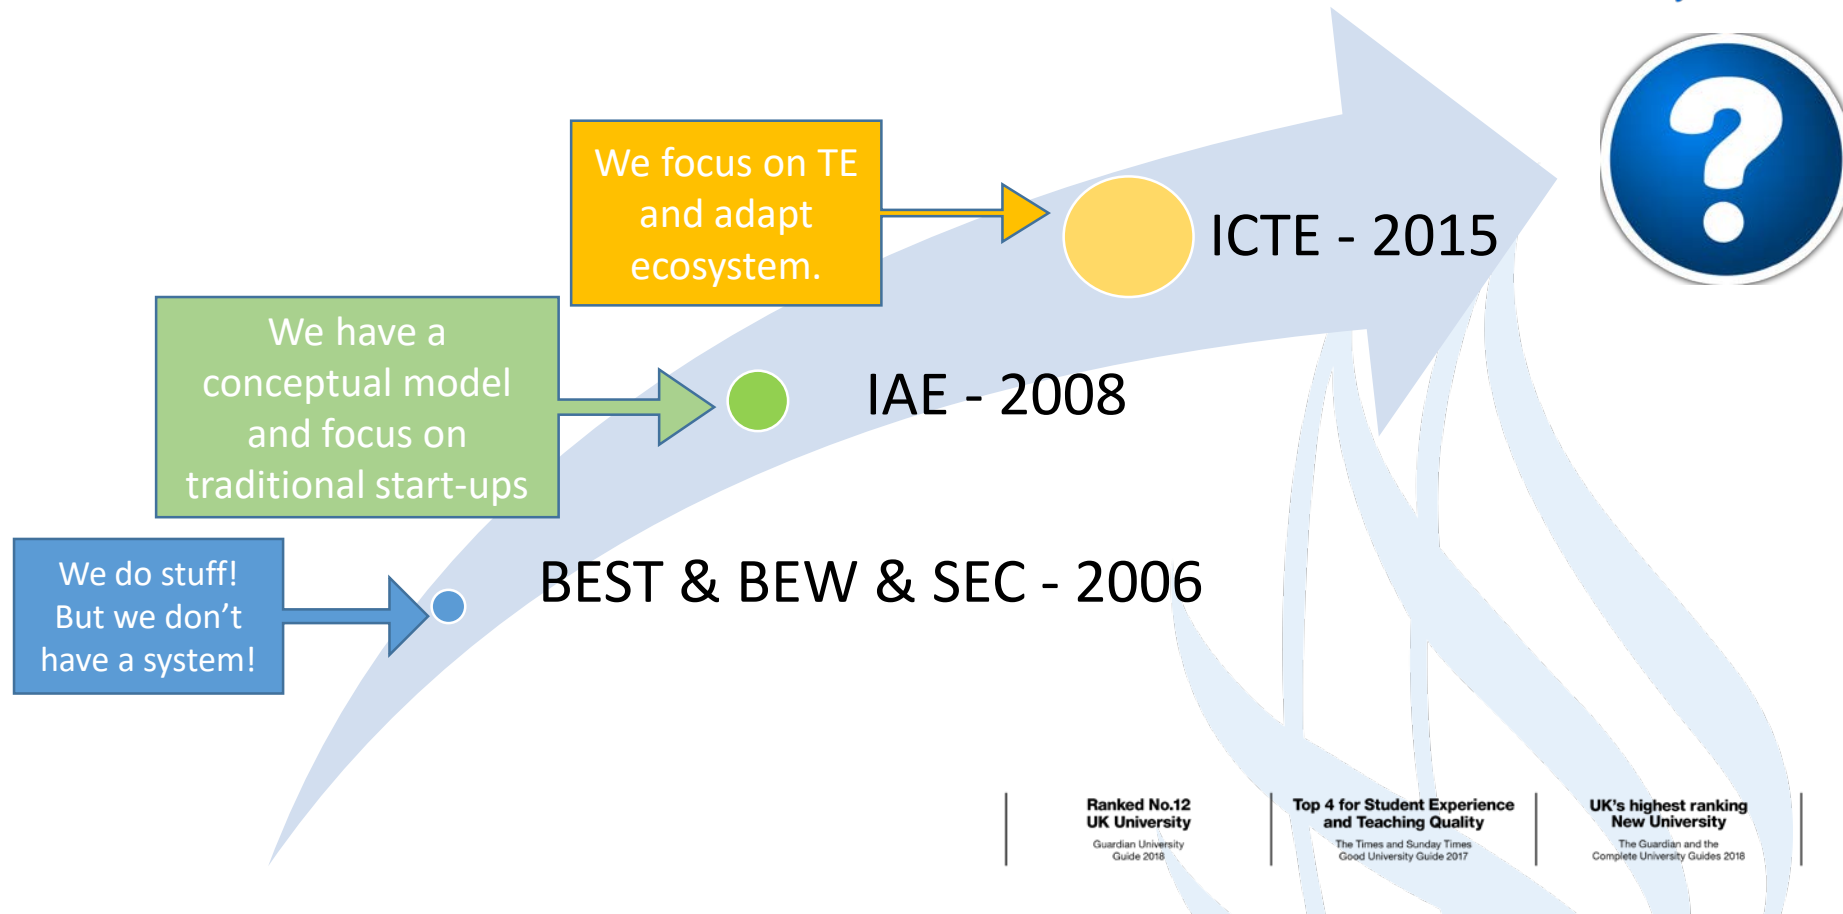 We focus on TE
and adapt
ecosystem.
ICTE - 2015
We have a
conceptual model
and focus on
traditional start-ups
IAE - 2008
We do stuff!
But we don’t
have a system!
BEST & BEW & SEC - 2006
Ranked No.12
UK University
Guardian University
Guide 2018
Top 4 for Student Experience
and Teaching Quality
The Times and Sunday Times
Good University Guide 2017
UK's highest ranking
New University
The Guardian and the
Complete University Guides 2018